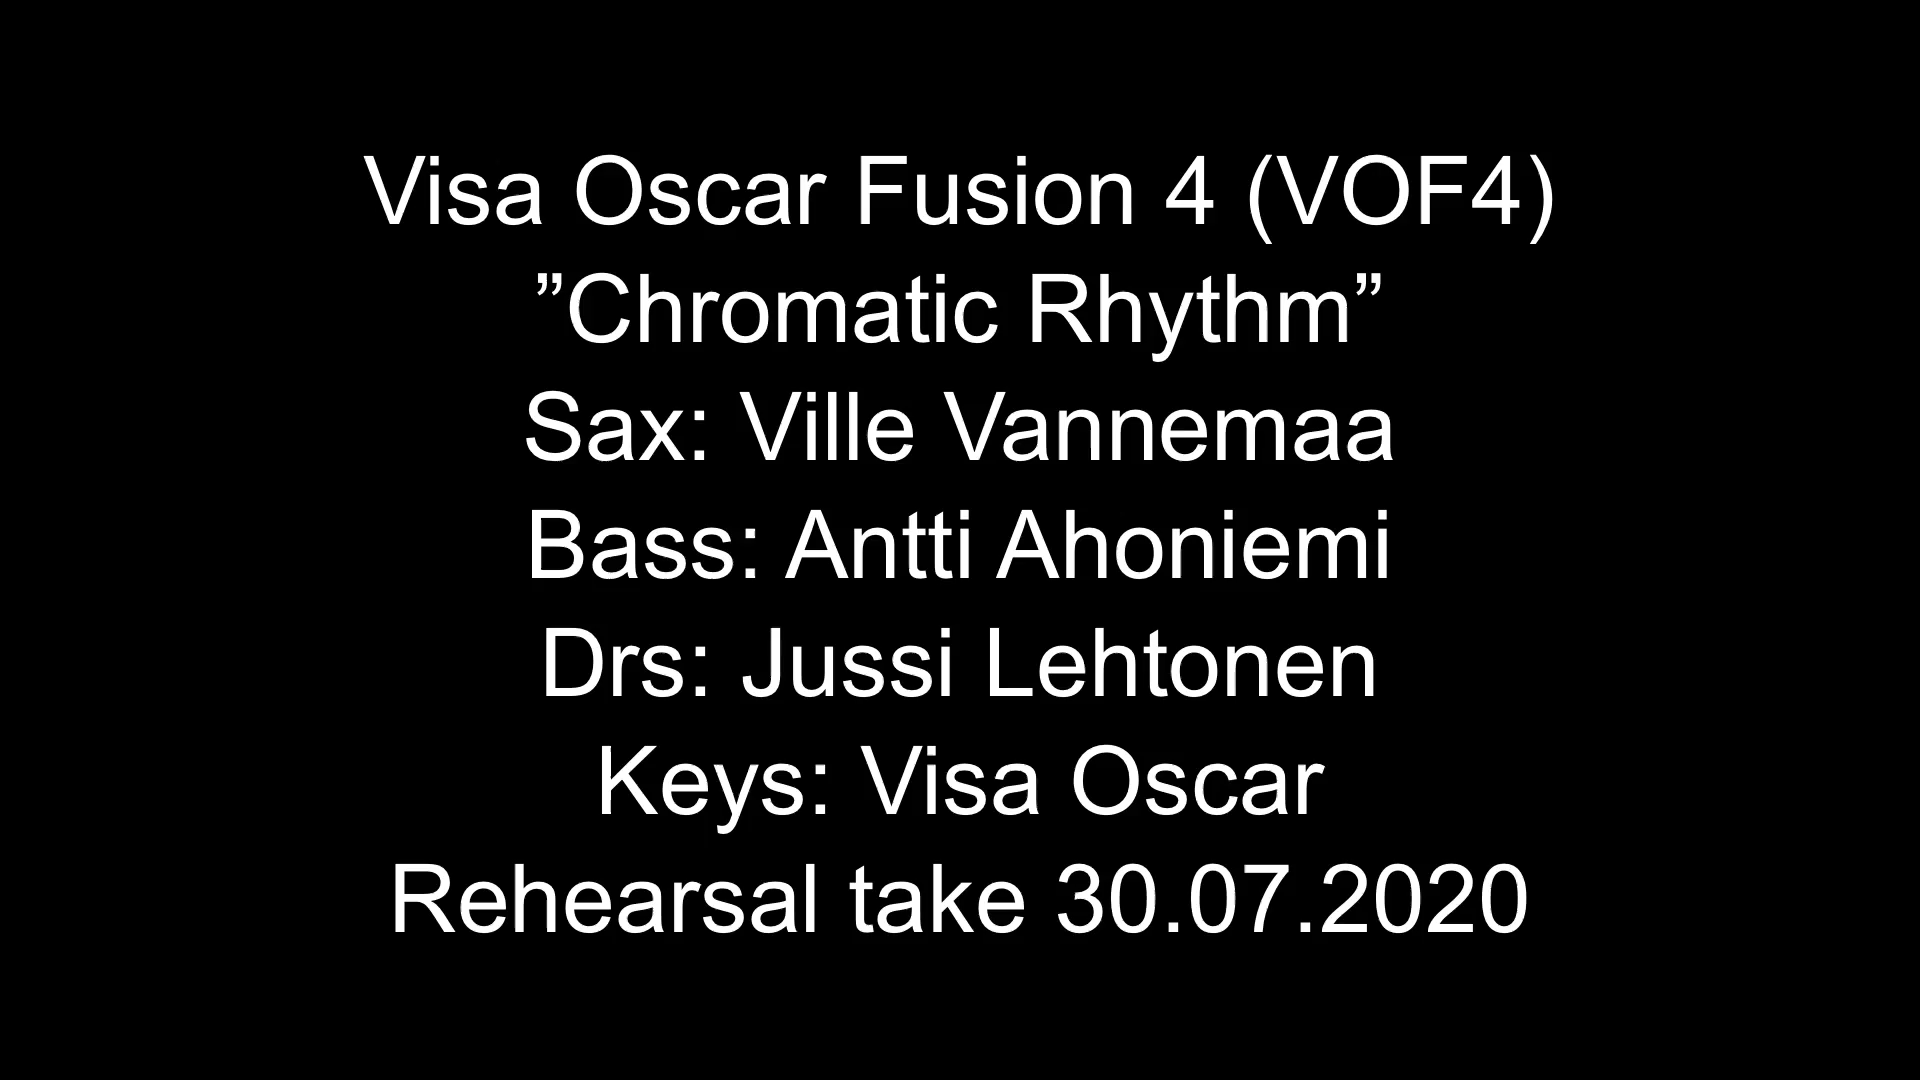 Visa Oscar Fusion 4 (VOF4)
”Chromatic Rhythm”
Sax: Ville Vannemaa
Bass: Antti Ahoniemi
Drs: Jussi Lehtonen
Keys: Visa Oscar
Rehearsal take 30.07.2020